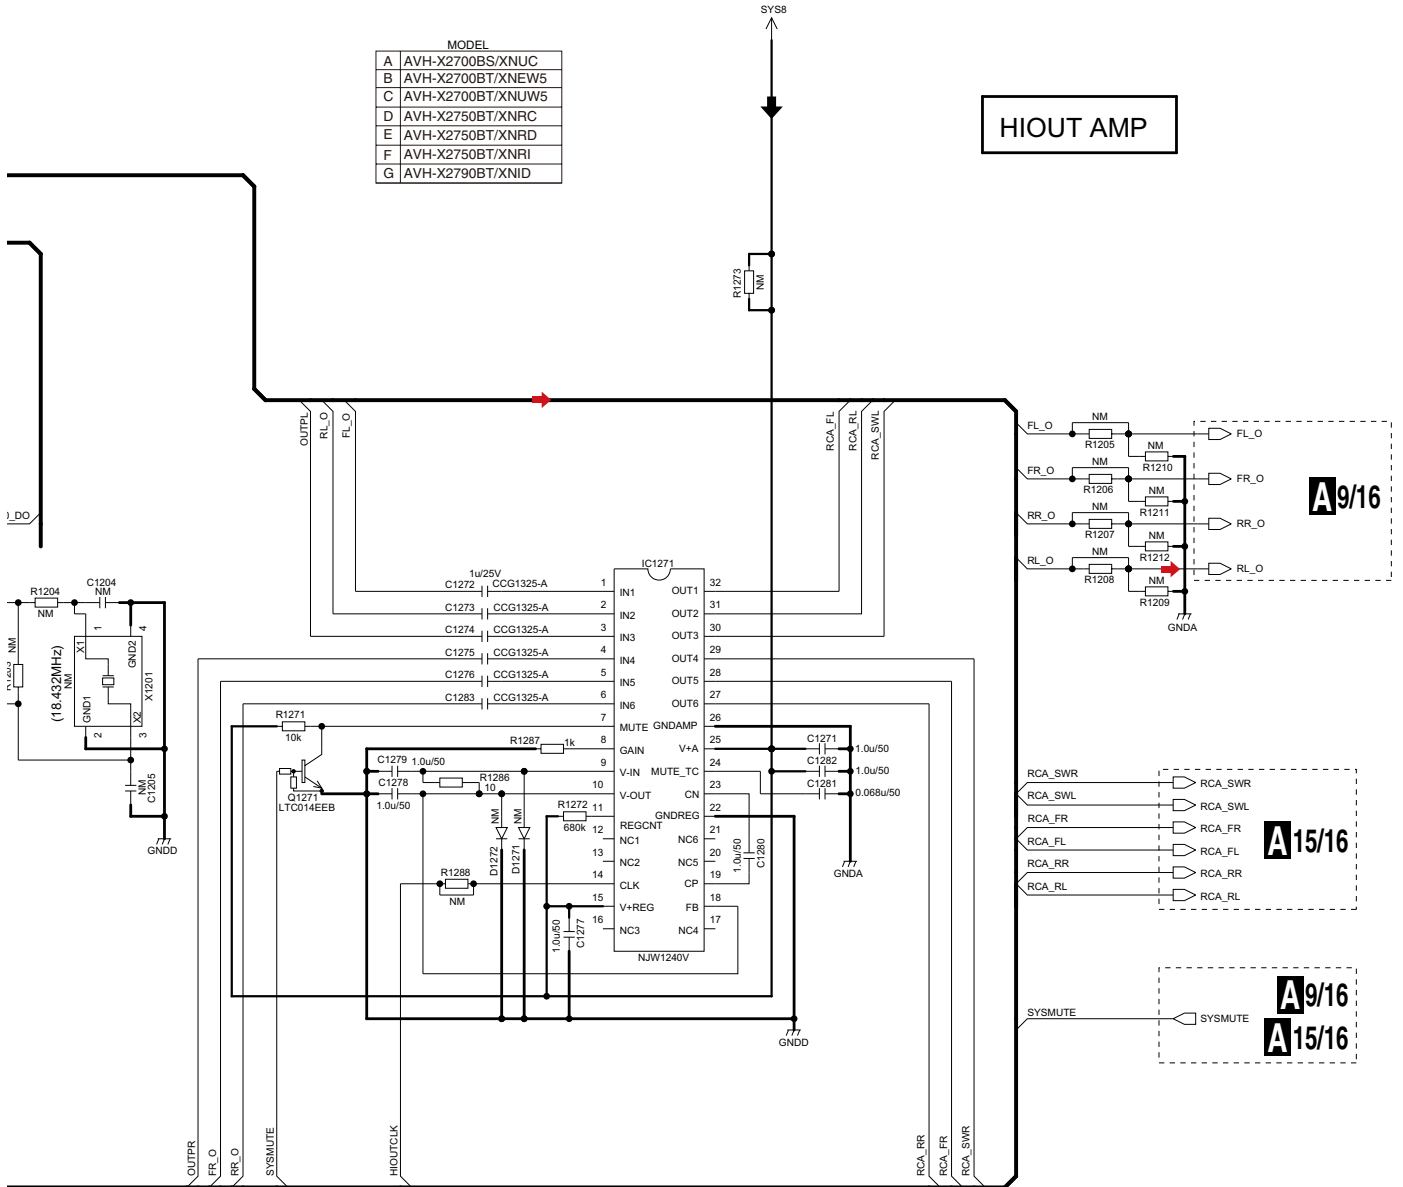 SYS8
MODEL
A AVH-X2700BS/XNUC
B AVH-X2700BT/XNEW5
C AVH-X2700BT/XNUW5
D AVH-X2750BT/XNRC
E AVH-X2750BT/XNRD
F AVH-X2750BT/XNRI
G AVH-X2790BT/XNID
HIOUT AMP
R1273
NM
OUTPL
RL_O
FL_O
RCA_FL
RCA_RL
RCA_SWL
FL_O NM R1205 FL_O
NM R1210
FR_O NM R1206 FR_O
NM R1211
RR_O NM R1207 RR_O
NM R1212
RL_O NM R1208 RL_O
NM R1209
GNDA
A 9/16
_DO
R1204
NM
C1204
NM
NM
1
4
X1
GND2
(18.432MHz)
NM
X1201
GND1
X2
2
3
NM
C1205
GNDD
IC1271
1u/25V
C1272 CCG1325-A 1 IN1 OUT1 32
C1273 CCG1325-A 2 IN2 OUT2 31
C1274 CCG1325-A 3 IN3 OUT3 30
C1275 CCG1325-A 4 IN4 OUT4 29
C1276 CCG1325-A 5 IN5 OUT5 28
C1283 CCG1325-A 6 IN6 OUT6 27
R1271
10k
7 MUTE GNDAMP 26
R1287 1k 8 GAIN V+A 25
C1271 1.0u/50
C1279 1.0u/50 9 V-IN MUTE_TC 24
C1282 1.0u/50
C1278
1.0u/50
R1286
10
10 V-OUT CN 23
C1281 0.068u/50
Q1271
LTC014EEB
R1272
680k
11 REGCNT GNDREG 22
12 NC1 NC6 21
13 NC2 NC5 20
R1288
NM
14 CLK CP 19
15 V+REG FB 18
16 NC3 NC4 17
NJW1240V
NM
D1272
NM
D1271
1.0u/50
C1277
1.0u/50
C1280
GNDA
GNDD
RCA_SWR RCA_SWR
RCA_SWL RCA_SWL
RCA_FR RCA_FR
RCA_FL RCA_FL
RCA_RR RCA_RR
RCA_RL RCA_RL
A 15/16
SYSMUTE SYSMUTE
A 9/16
A 15/16
OUTPR
FR_O
RR_O
SYSMUTE
HIOUTCLK
RCA_RR
RCA_FR
RCA_SWR